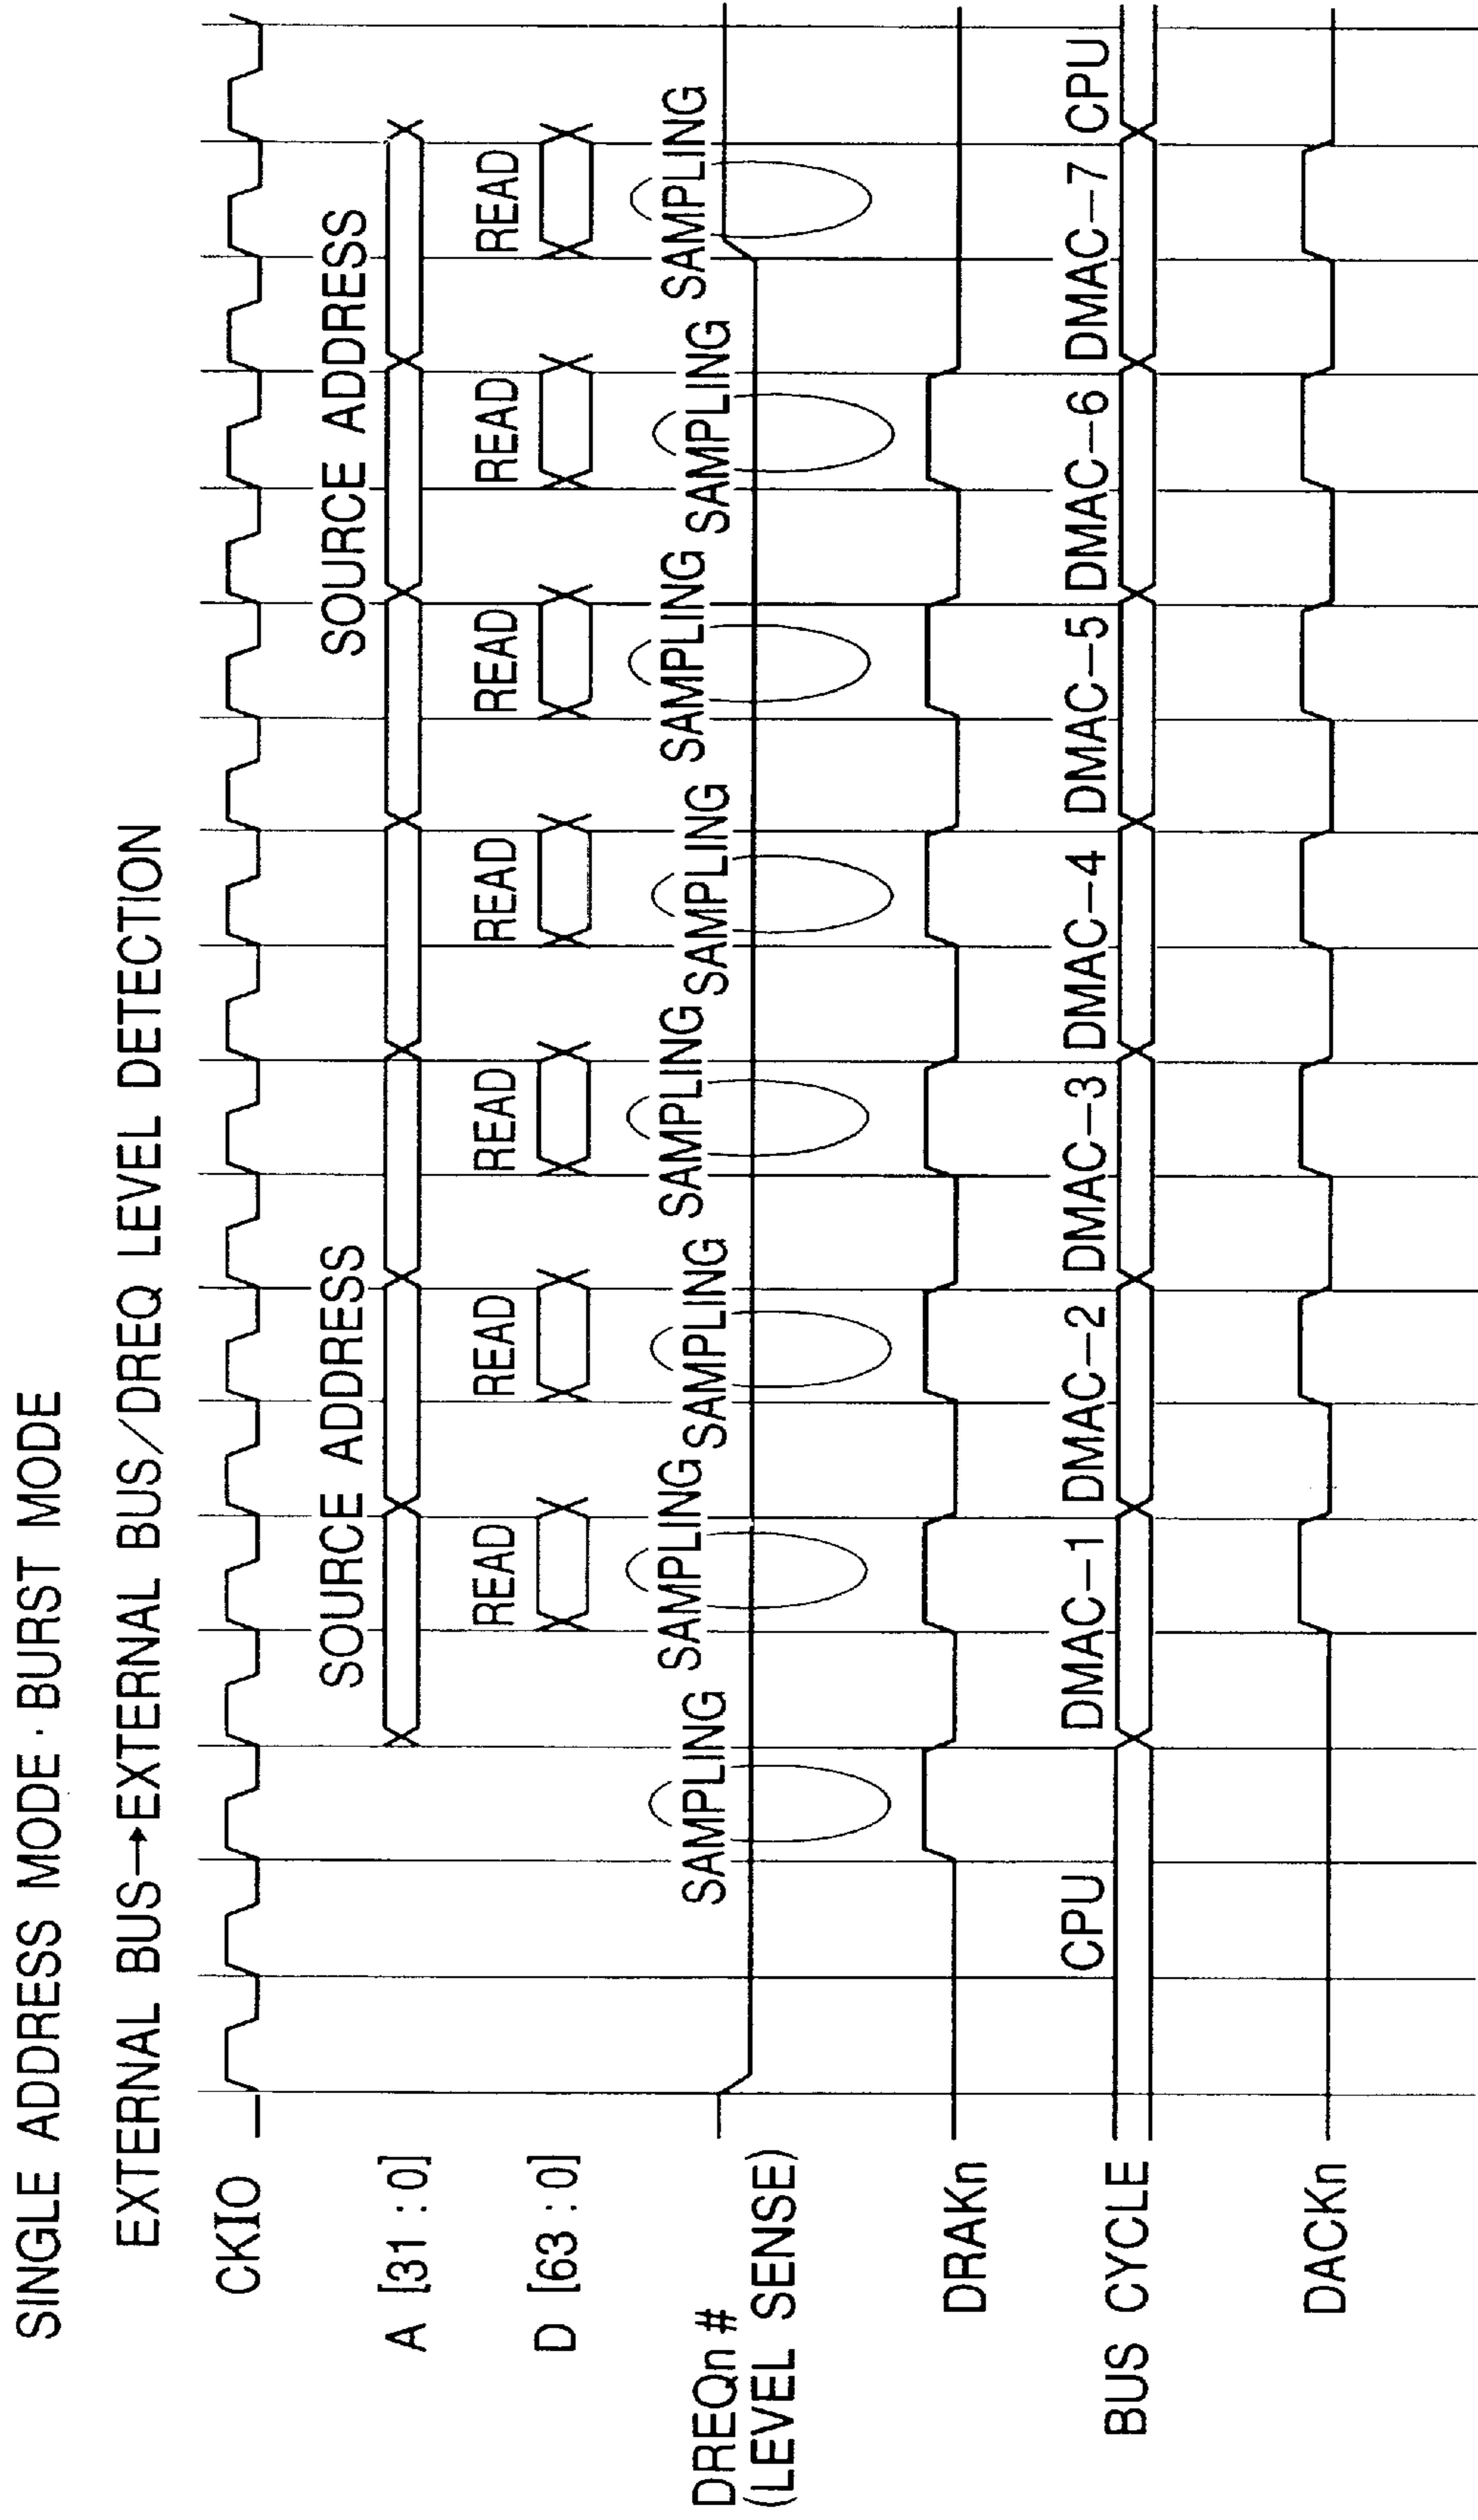 SINGLE ADDRESS MODE · BURST MODE
EXTERNAL BUS→EXTERNAL BUS/DREQ LEVEL DETECTION
CKIO
A [31 : 0]
SOURCE ADDRESS SOURCE ADDRESS
D [63 : 0]
READ READ READ READ READ READ READ
DREQn #
(LEVEL SENSE)
SAMPLING SAMPLING SAMPLING SAMPLING SAMPLING SAMPLING SAMPLING SAMPLING
DRAKn
BUS CYCLE
CPU DMAC-1 DMAC-2 DMAC-3 DMAC-4 DMAC-5 DMAC-6 DMAC-7 CPU
DACKn